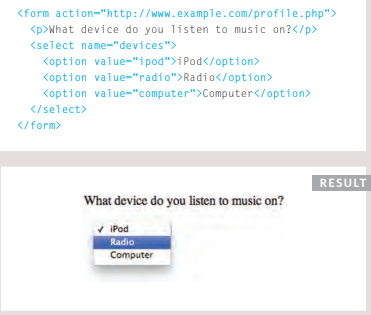 <form action="http://www.example.com/profile.php">
<p>What device do you listen to music on?</p>
<select name="devices">
<option value="ipod">iPod</option>
<option value="radio">Radio</option>
<option value="computer">Computer</option>
</select>
</form>
RESULT
What device do you listen to music on?
✓ iPod
Radio
Computer